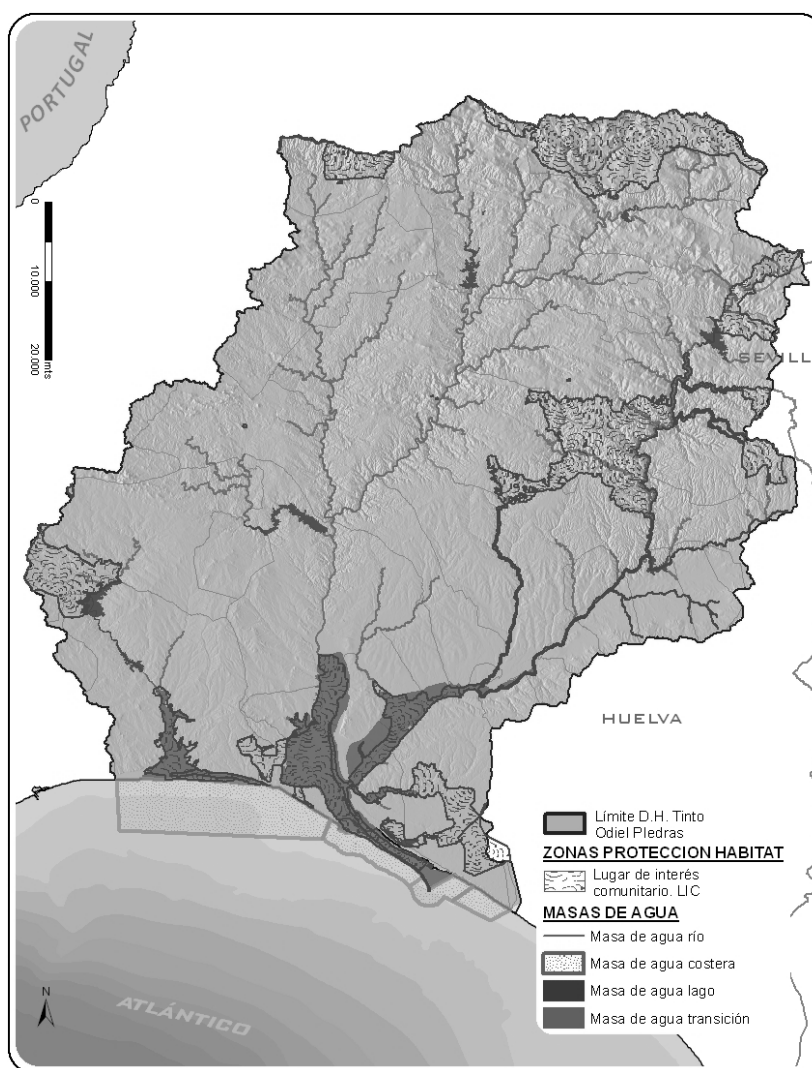 PORTUGAL
0
10.000
20.000
mts
SEVILL
HUELVA
Límite D.H. Tinto
Odiel Piedras
ZONAS PROTECCION HABITAT
Lugar de interés
comunitario. LIC
MASAS DE AGUA
Masa de agua río
Masa de agua costera
Masa de agua lago
Masa de agua transición
N
ATLÁNTICO